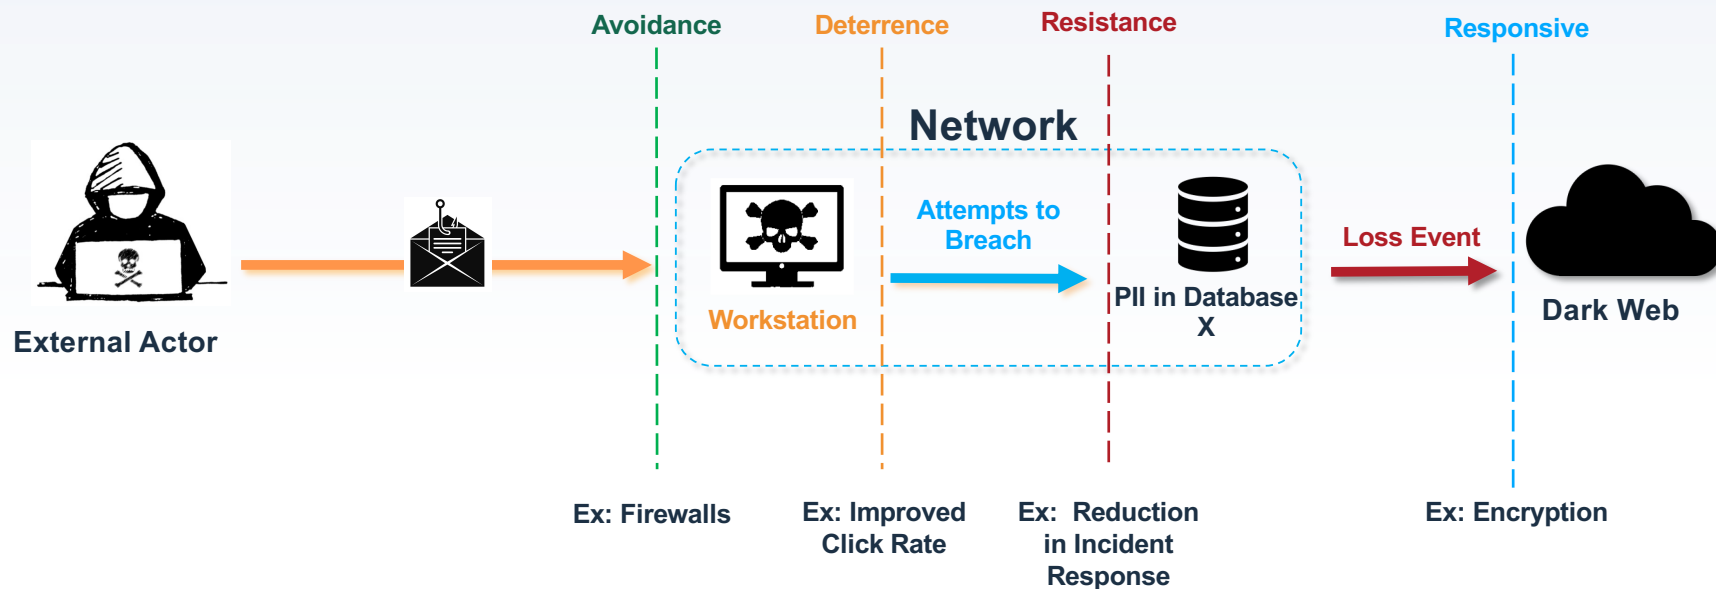 Avoidance
Deterrence
Resistance
Responsive
Network
Attempts to
Breach
Loss Event
Workstation
PII in Database
X
Dark Web
External Actor
Ex: Firewalls
Ex: Improved
Click Rate
Ex: Reduction
in Incident
Response
Ex: Encryption